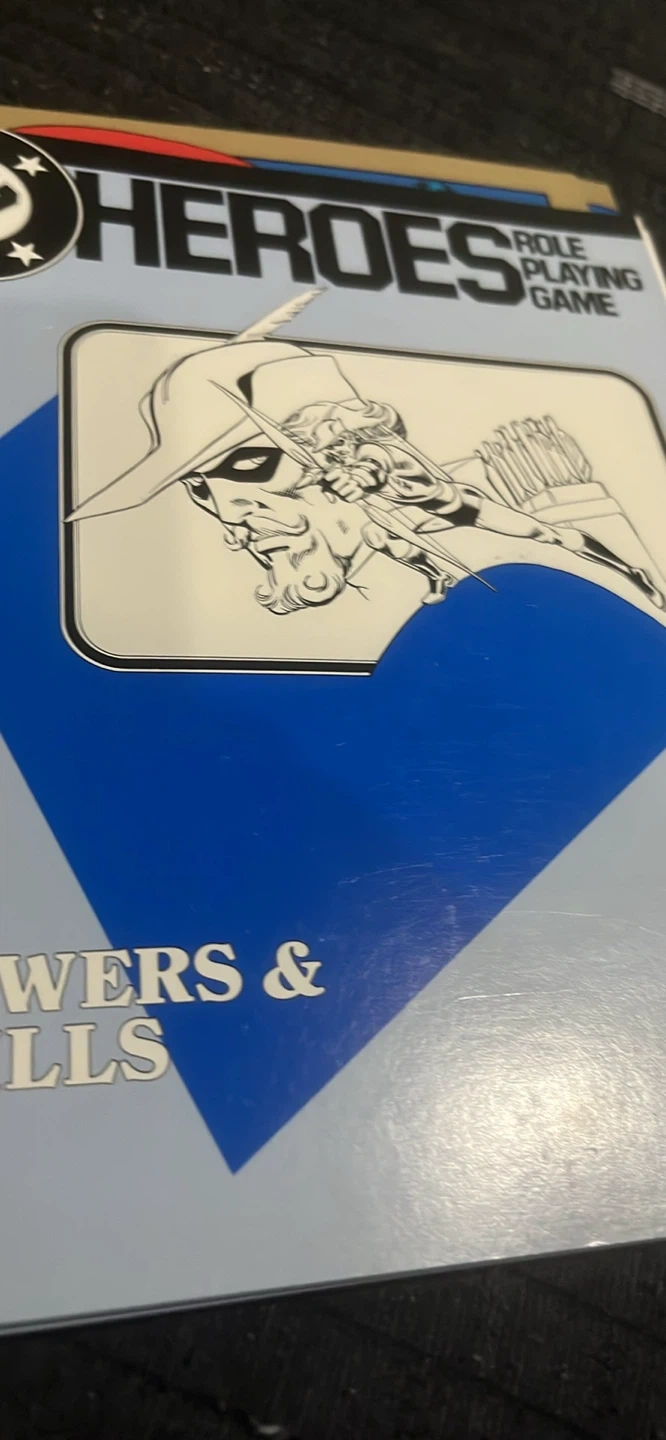 HEROES
ROLE
PLAYING
GAME
WERS &
LLS